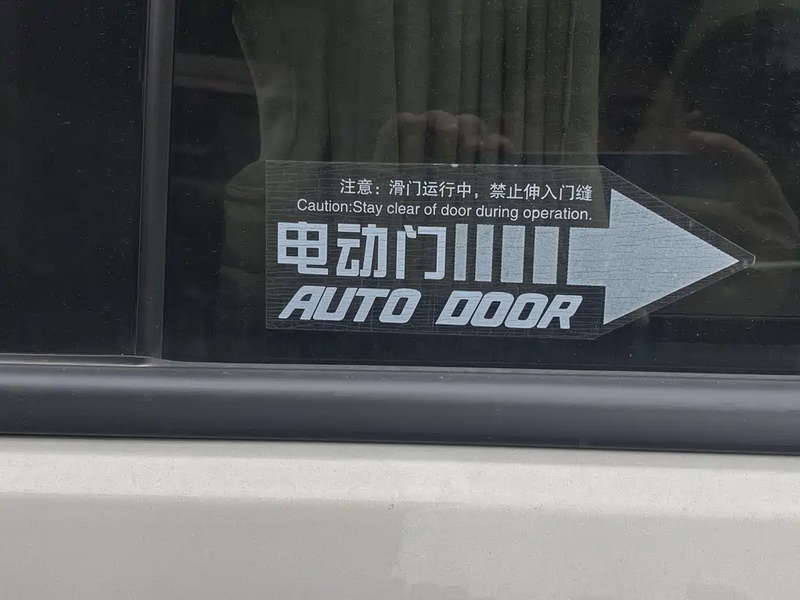 注意：滑门运行中，禁止伸入门缝
Caution:Stay clear of door during operation.
电动门
AUTO DOOR